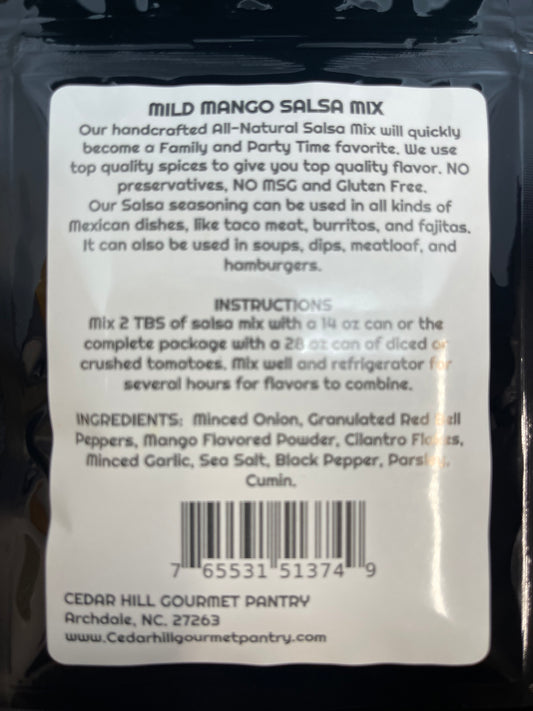 MILD MANGO SALSA MIX
Our handcrafted All-Natural Salsa Mix will quickly
become a Family and Party Time favorite. We use
top quality spices to give you top quality flavor. NO
preservatives, NO MSG and Gluten Free.
Our Salsa seasoning can be used in all kinds of
Mexican dishes, like taco meat, burritos, and fajitas.
It can also be used in soups, dips, meatloaf, and
hamburgers.
INSTRUCTIONS
Mix 2 TBS of salsa mix with a 14 oz can or the
complete package with a 28 oz can of diced or
crushed tomatoes. Mix well and refrigerator for
several hours for flavors to combine.
INGREDIENTS: Minced Onion, Granulated Red Bell
Peppers, Mango Flavored Powder, Cilantro Flakes,
Minced Garlic, Sea Salt, Black Pepper, Parsley,
Cumin.
7 65531 51374 9
CEDAR HILL GOURMET PANTRY
Archdale, NC. 27263
www.Cedarhillgourmetpantry.com